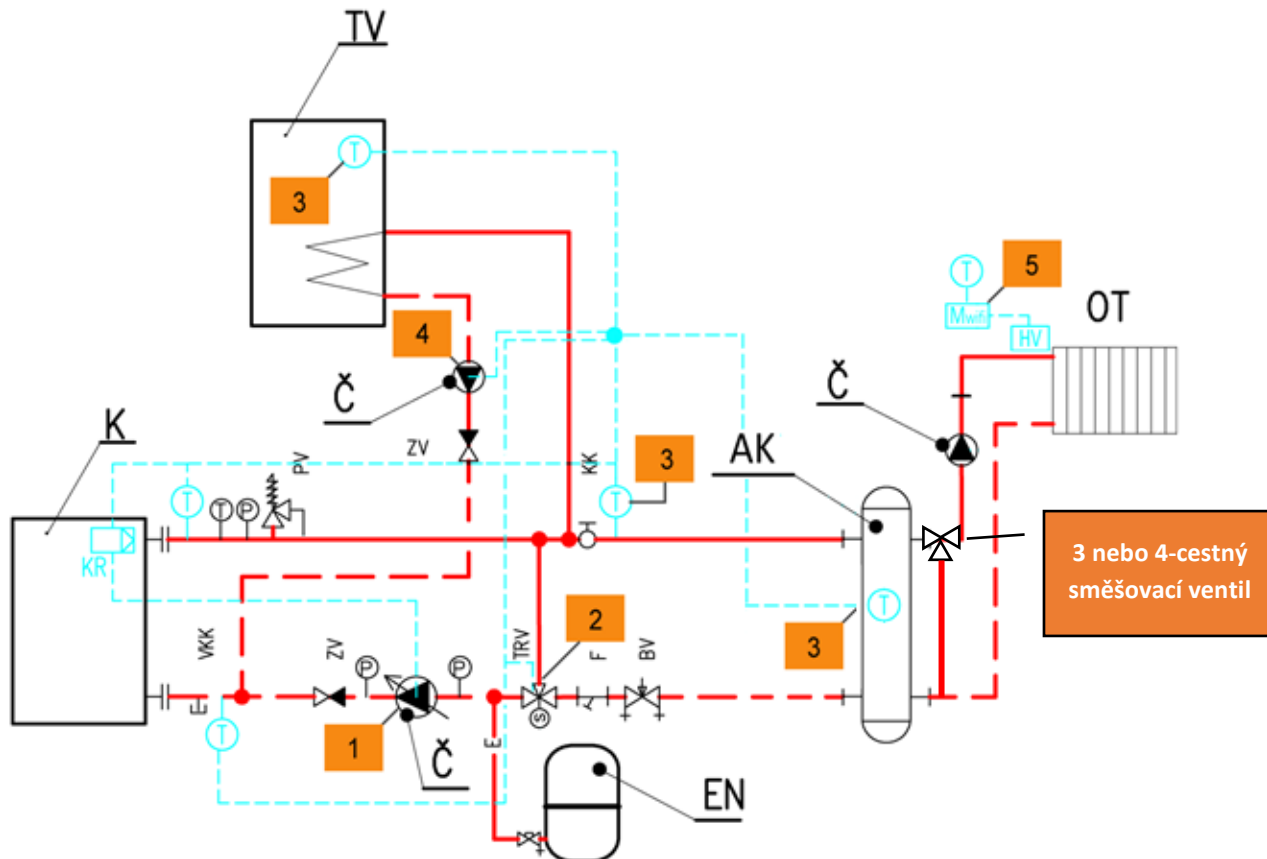 TV
T
3
4
Č
ZV
K
PV
T
T
P
KR
KK
3
T
AK
Č
T
5
Mwifi
HV
OT
3 nebo 4-cestný
směšovací ventil
T
3
VKK
ZV
P
P
1
Č
TRV
2
F
BV
S
T
E
EN